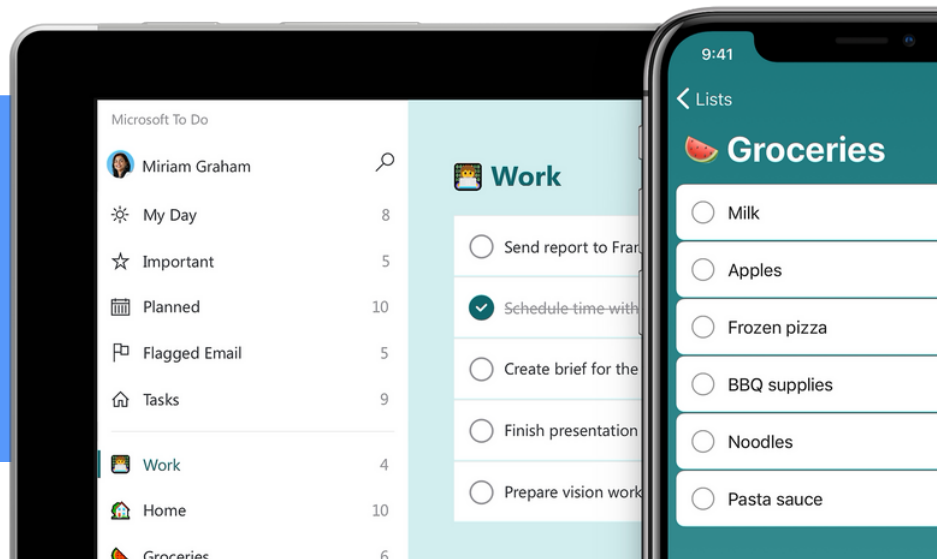 Microsoft To Do
Miriam Graham
My Day 8
Important 5
Planned 10
Flagged Email 5
Tasks 9
Work 4
Home 10
Groceries 6
Work
Send report to
Schedule time with
Create brief for the
Finish presentation
Prepare vision work
9:41
Lists
Groceries
Milk
Apples
Frozen pizza
BBQ supplies
Noodles
Pasta sauce